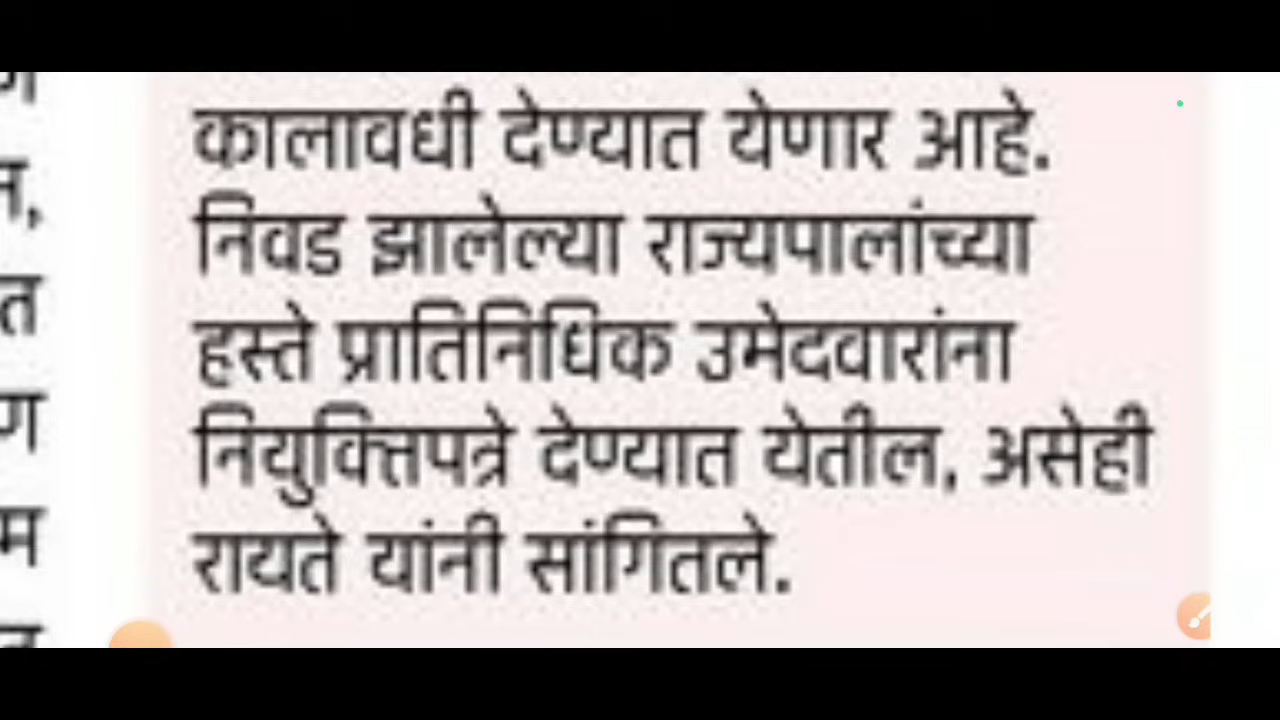 कालावधी देण्यात येणार आहे.
निवड झालेल्या राज्यपालांच्या
हस्ते प्रातिनिधिक उमेदवारांना
नियुक्तिपत्रे देण्यात येतील, असेही
रायते यांनी सांगितले.